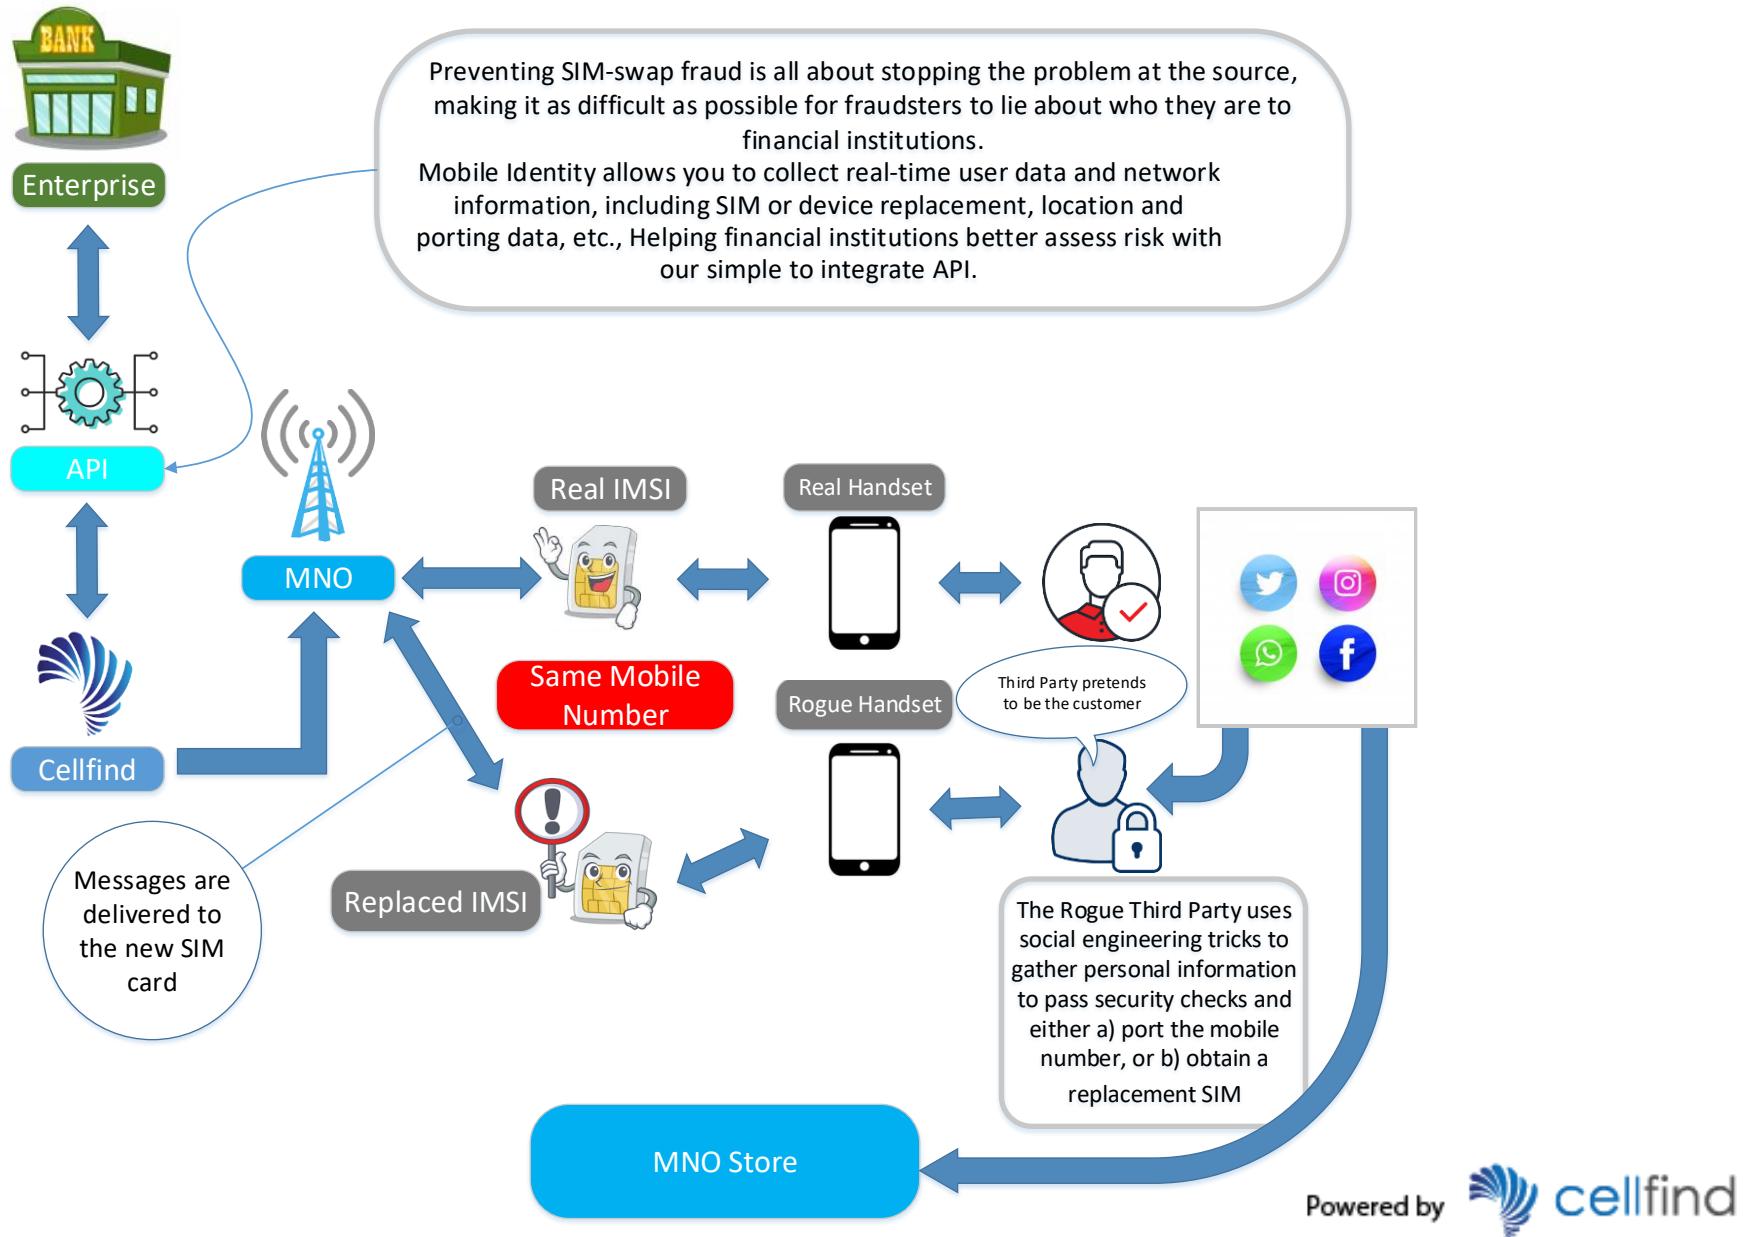 BANK
Preventing SIM-swap fraud is all about stopping the problem at the source,
making it as difficult as possible for fraudsters to lie about who they are to
financial institutions.
Mobile Identity allows you to collect real-time user data and network
information, including SIM or device replacement, location and
porting data, etc., Helping financial institutions better assess risk with
our simple to integrate API.
Enterprise
API
MNO
Real IMSI
Real Handset
Same Mobile
Number
Rogue Handset
Third Party pretends
to be the customer
Cellfind
Messages are
delivered to
the new SIM
card
Replaced IMSI
The Rogue Third Party uses
social engineering tricks to
gather personal information
to pass security checks and
either a) port the mobile
number, or b) obtain a
replacement SIM
MNO Store
Powered by cellfind